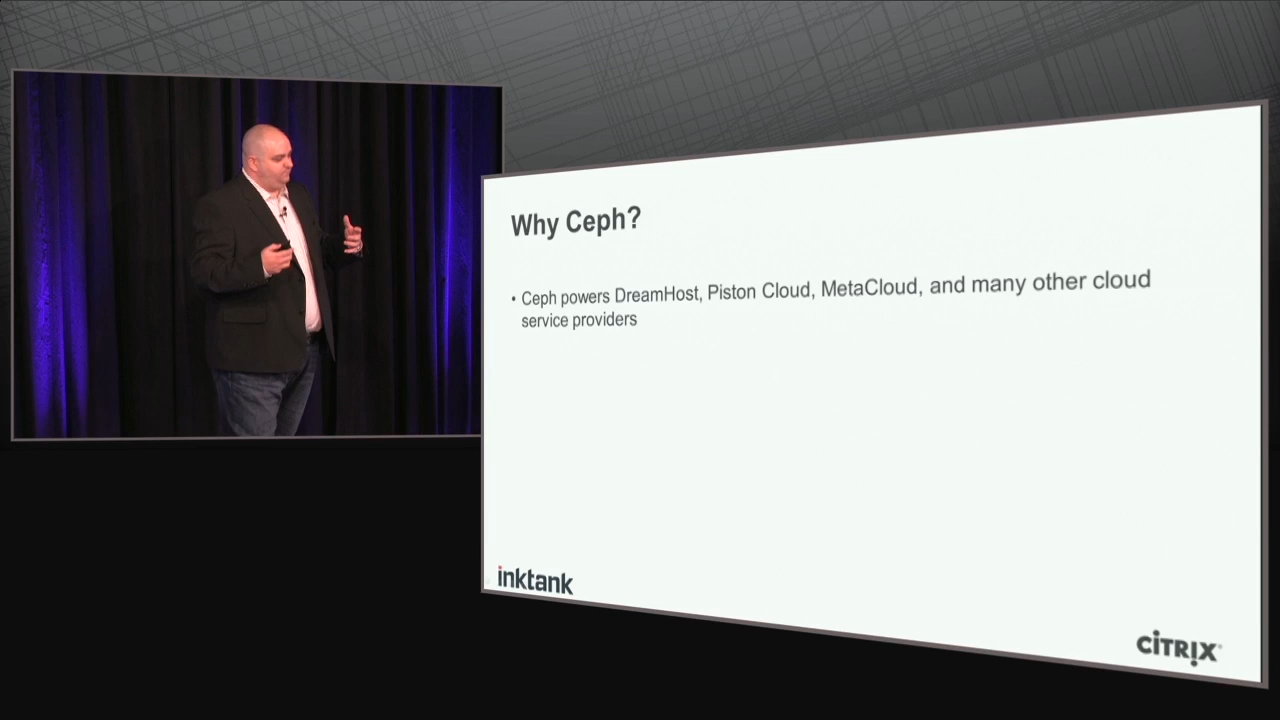 Why Ceph?
• Ceph powers DreamHost, Piston Cloud, MetaCloud, and many other cloud
service providers
inktank
CITRIX